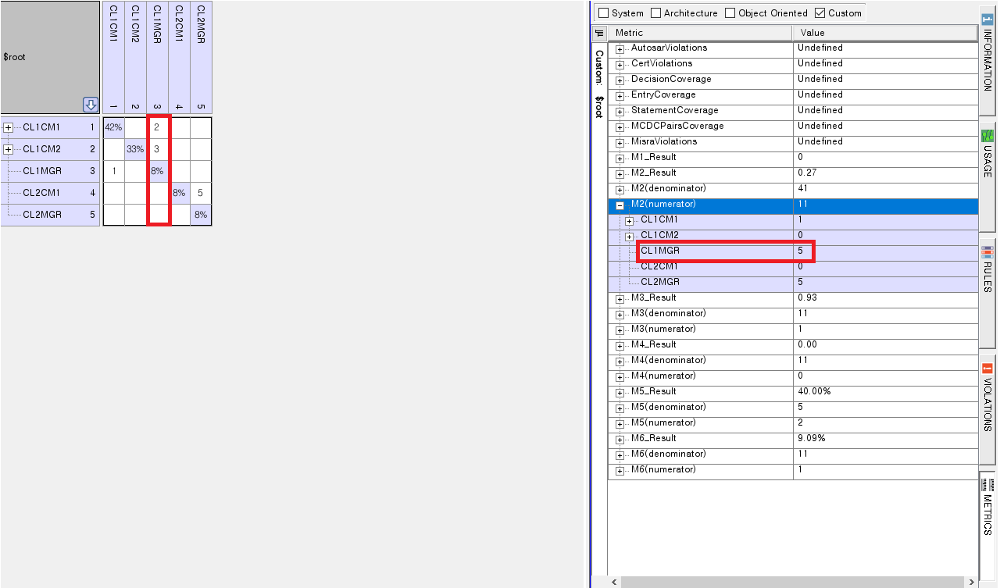 $root
CL1CM1
CL1CM2
CL1MGR
CL2CM1
CL2MGR
1
2
3
4
5
CL1CM1 1 42% 2
CL1CM2 2 33% 3
CL1MGR 3 1 8%
CL2CM1 4 8% 5
CL2MGR 5 8%
System Architecture Object Oriented Custom
Metric Value
Custom: $root
AutosarViolations Undefined
CertViolations Undefined
DecisionCoverage Undefined
EntryCoverage Undefined
StatementCoverage Undefined
MCDCPairsCoverage Undefined
MisraViolations Undefined
M1_Result 0
M2_Result 0.27
M2(denominator) 41
M2(numerator) 11
CL1CM1 1
CL1CM2 0
CL1MGR 5
CL2CM1 0
CL2MGR 5
M3_Result 0.93
M3(denominator) 11
M3(numerator) 1
M4_Result 0.00
M4(denominator) 11
M4(numerator) 0
M5_Result 40.00%
M5(denominator) 5
M5(numerator) 2
M6_Result 9.09%
M6(denominator) 11
M6(numerator) 1
INFORMATION
USAGE
RULES
VIOLATIONS
METRICS